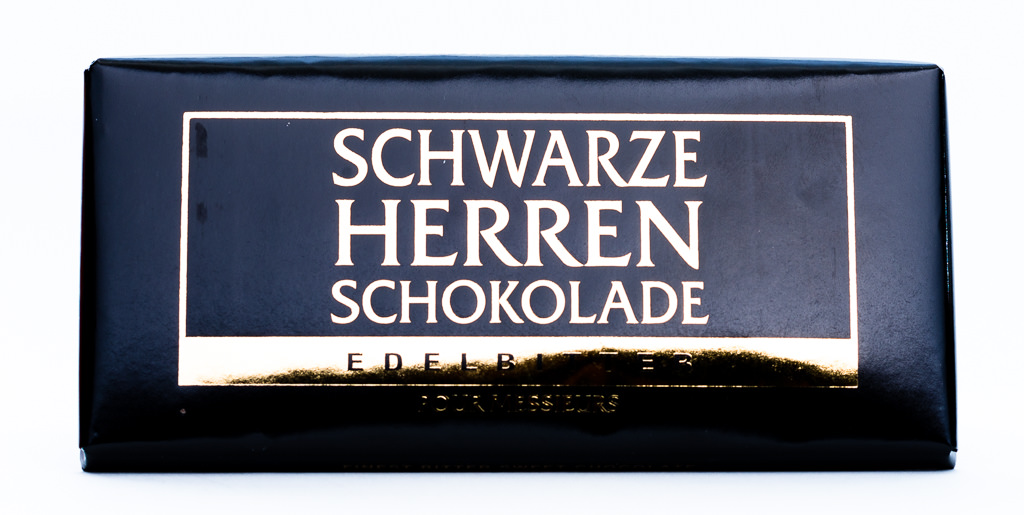 SCHWARZE
HERREN
SCHOKOLADE
EDELBITTER
POUR MESSIEURS